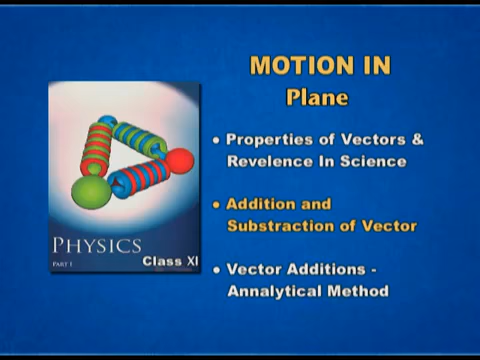 MOTION IN
Plane
• Properties of Vectors &
Revelence In Science
• Addition and
Substraction of Vector
• Vector Additions -
Annalytical Method
PHYSICS
PART I
Class XI